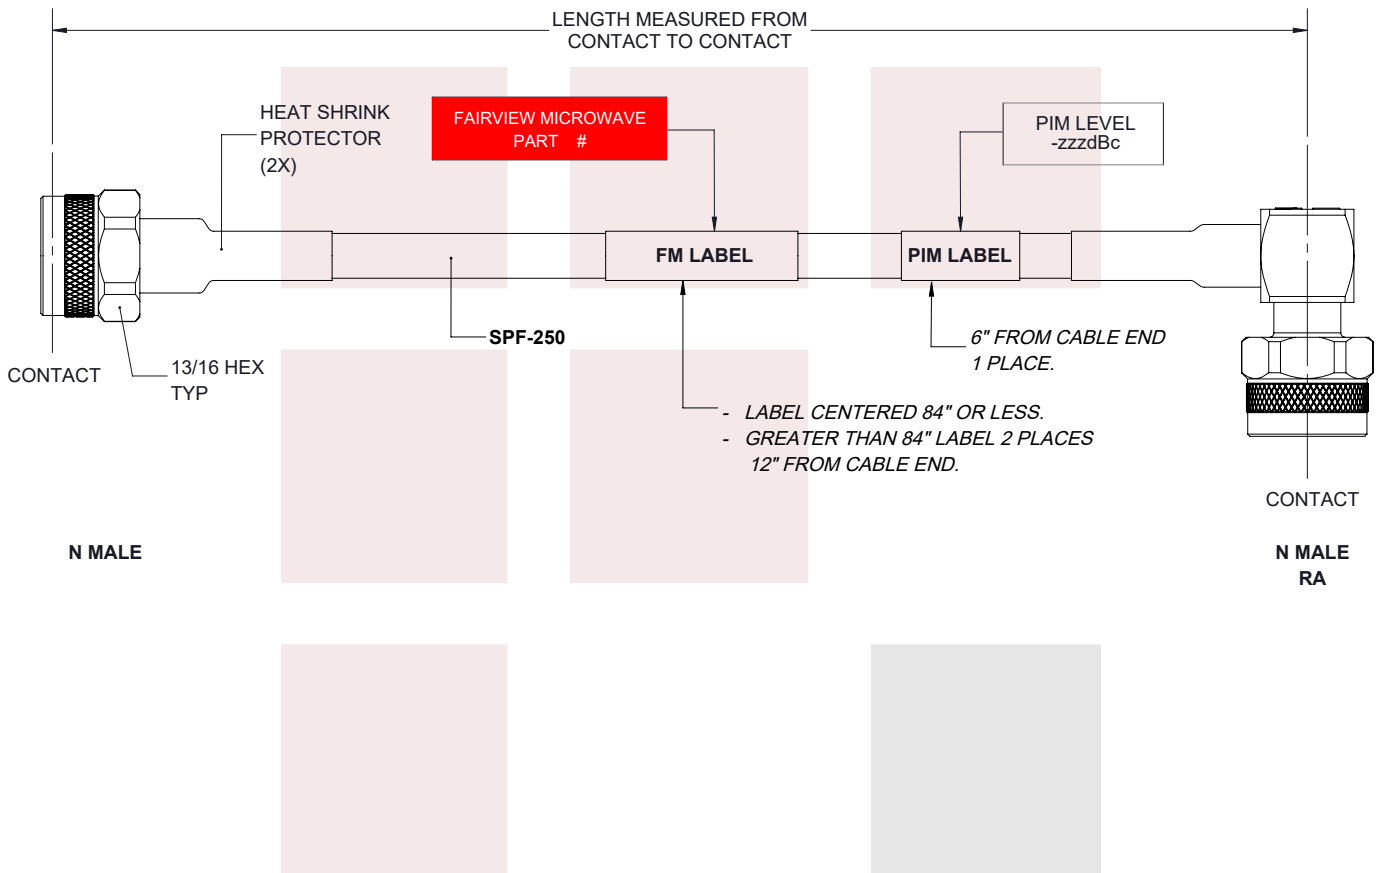 LENGTH MEASURED FROM
CONTACT TO CONTACT
HEAT SHRINK
PROTECTOR
(2X)
FAIRVIEW MICROWAVE
PART #
PIM LEVEL
-zzzdBc
FM LABEL
PIM LABEL
SPF-250
6" FROM CABLE END
1 PLACE.
CONTACT
13/16 HEX
TYP
- LABEL CENTERED 84" OR LESS.
- GREATER THAN 84" LABEL 2 PLACES
12" FROM CABLE END.
CONTACT
N MALE
N MALE
RA